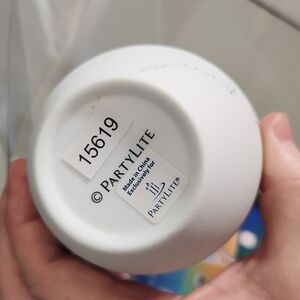 15619
© PARTYLITE
Made in China
Exclusively for
PARTYLITE®